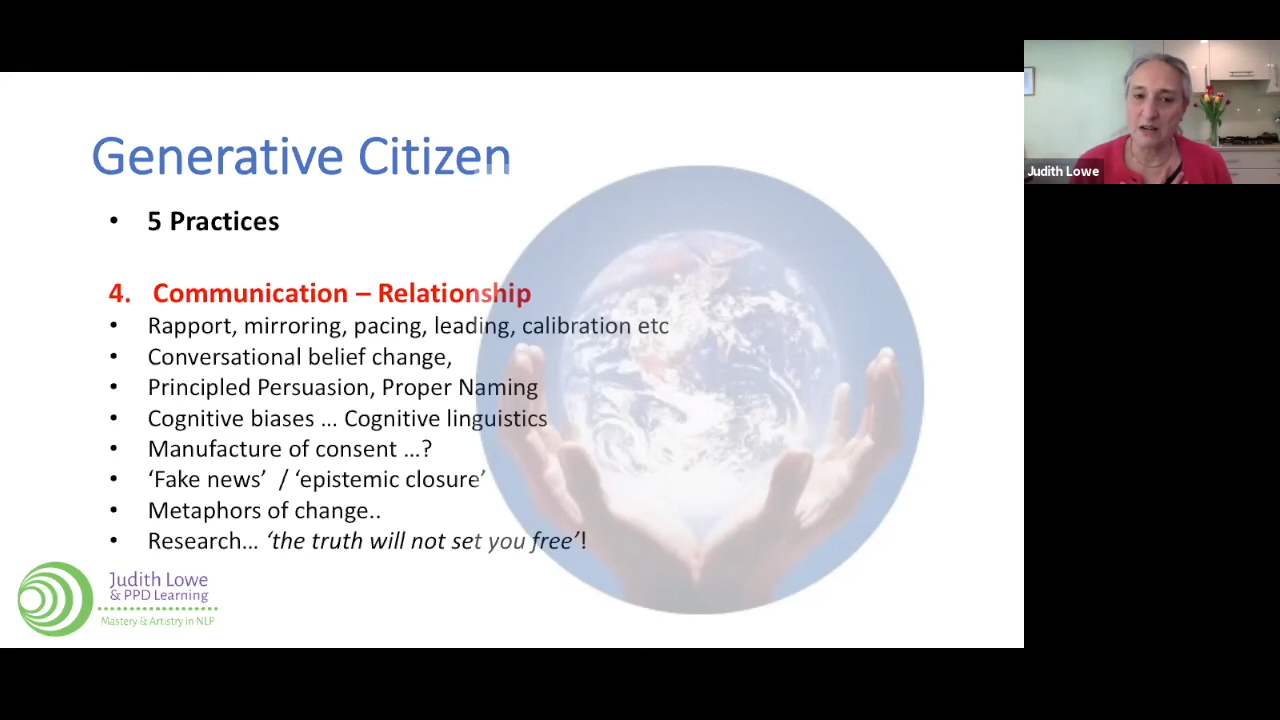 Generative Citizen
• 5 Practices
4. Communication – Relationship
• Rapport, mirroring, pacing, leading, calibration etc
• Conversational belief change,
• Principled Persuasion, Proper Naming
• Cognitive biases … Cognitive linguistics
• Manufacture of consent …?
• ‘Fake news’ / ‘epistemic closure’
• Metaphors of change..
• Research… ‘the truth will not set you free’!
Judith Lowe
& PPD Learning
Mastery & Artistry in NLP
Judith Lowe